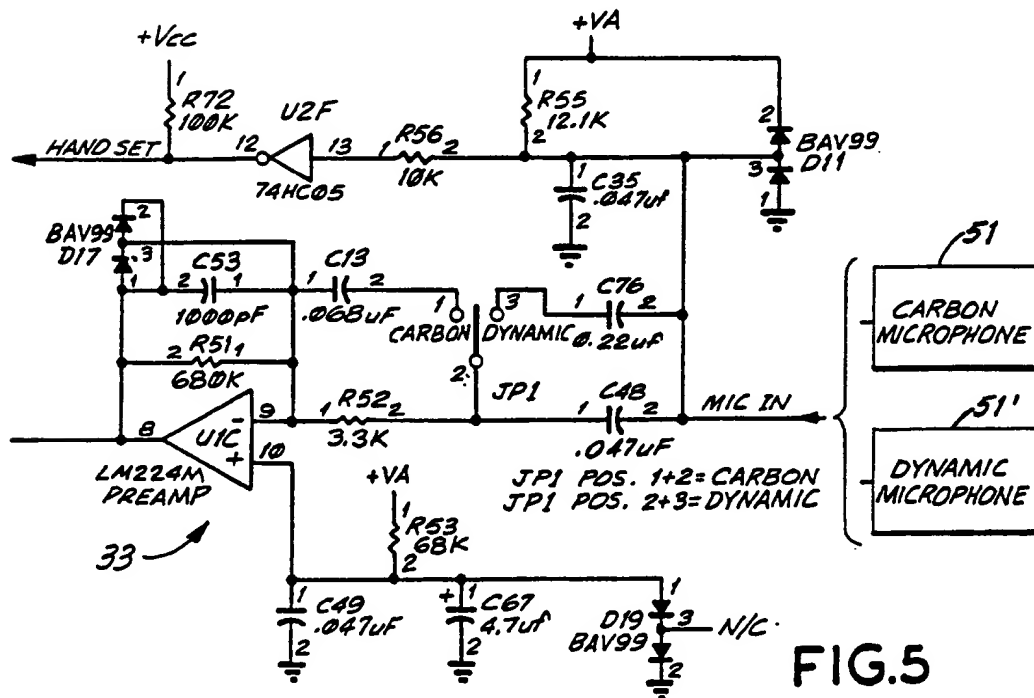 +VA
+Vcc
1
R72
100K
U2F
12
13
74HC05
HAND SET
1
R56
2
10K
1
R55
12.1K
2
2
BAV99
3
D11
1
1
C35
.047uf
2
2
BAV99
.3
D17
1
C53
2
1
1000pF
C13
1
2
.068uF
1
3
CARBON
DYNAMIC
2
JP1
C76
1
2
0.22uf
51
CARBON
MICROPHONE
R51
2
1
680K
8
9
-
U1C
+
10
LM224M
PREAMP
33
R52
1
2
3.3K
C48
1
2
.047uF
MIC IN
51'
DYNAMIC
MICROPHONE
JP1 POS. 1+2=CARBON
JP1 POS. 2+3=DYNAMIC
+VA
1
R53
68K
2
1
C49
.047uF
2
+
1
C67
4.7uf
2
1
D19
3
BAV99
2
N/C
FIG.5